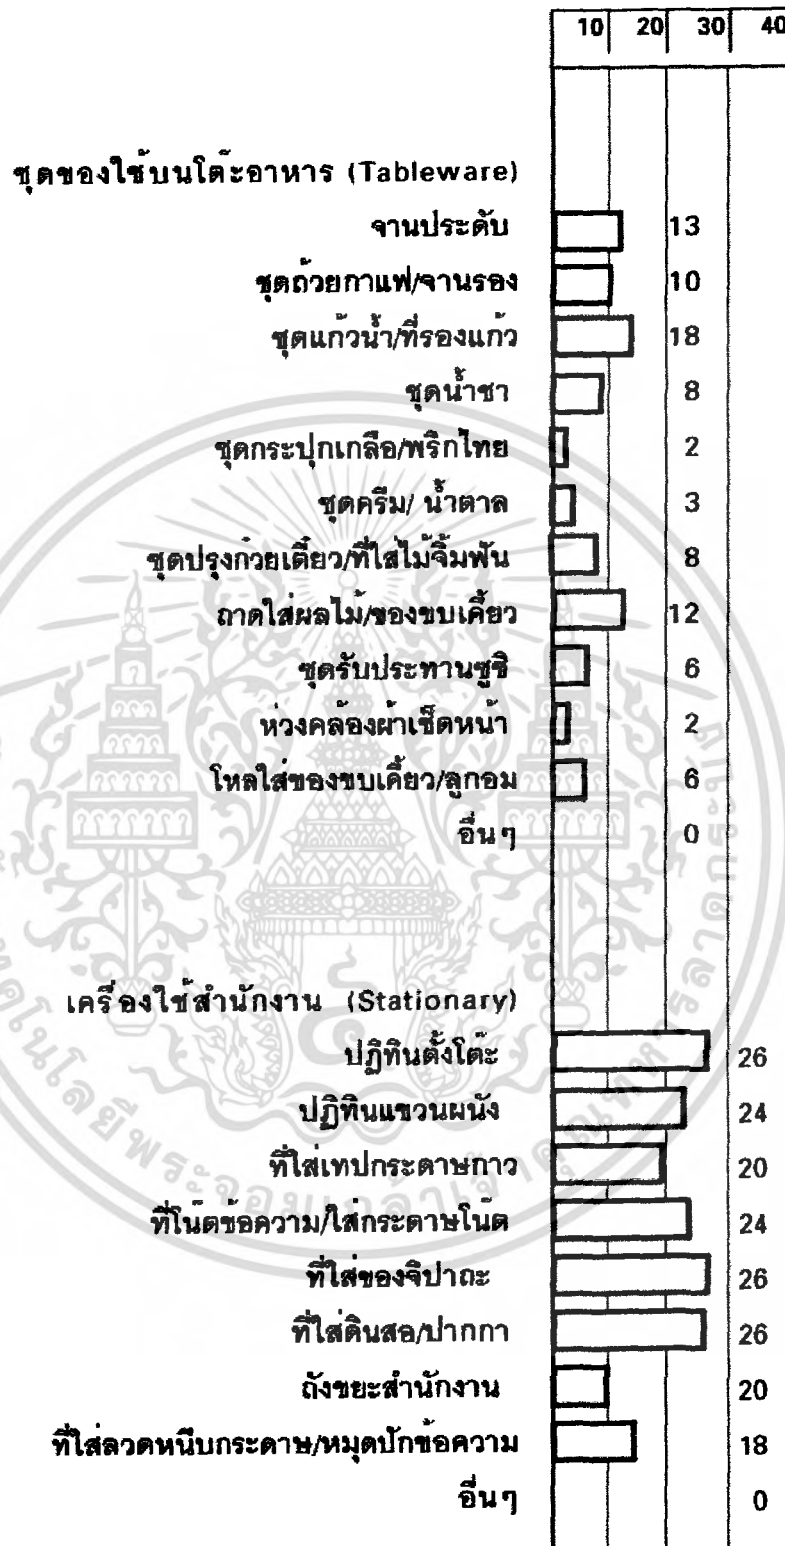 10 20 30 40
ชุดของใช้บนโต๊ะอาหาร (Tableware)
จานประดับ 13
ชุดถ้วยกาแฟ/จานรอง 10
ชุดแก้วน้ำ/ที่รองแก้ว 18
ชุดน้ำชา 8
ชุดกระปุกเกลือ/พริกไทย 2
ชุดครีม/ น้ำตาล 3
ชุดปรุงก๋วยเตี๋ยว/ที่ใส่ไม้จิ้มฟัน 8
ถาดใส่ผลไม้/ของขบเคี้ยว 12
ชุดรับประทานซูชิ 6
ห่วงคล้องผ้าเช็ดหน้า 2
โหลใส่ของขบเคี้ยว/ลูกอม 6
อื่นๆ 0
เครื่องใช้สำนักงาน (Stationary)
ปฏิทินตั้งโต๊ะ 26
ปฏิทินแขวนผนัง 24
ที่ใส่เทปกระดาษกาว 20
ที่โน๊ตข้อความ/ใส่กระดาษโน๊ต 24
ที่ใส่ของจิปาถะ 26
ที่ใส่ดินสอ/ปากกา 26
ถังขยะสำนักงาน 20
ที่ใส่ลวดหนีบกระดาษ/หมุดปักข้อความ 18
อื่นๆ 0